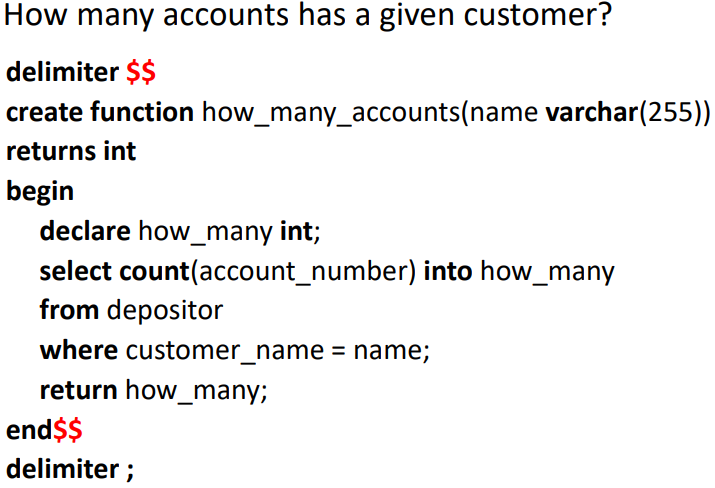 How many accounts has a given customer?
delimiter $$
create function how_many_accounts(name varchar(255))
returns int
begin
declare how_many int;
select count(account_number) into how_many
from depositor
where customer_name = name;
return how_many;
end$$
delimiter ;